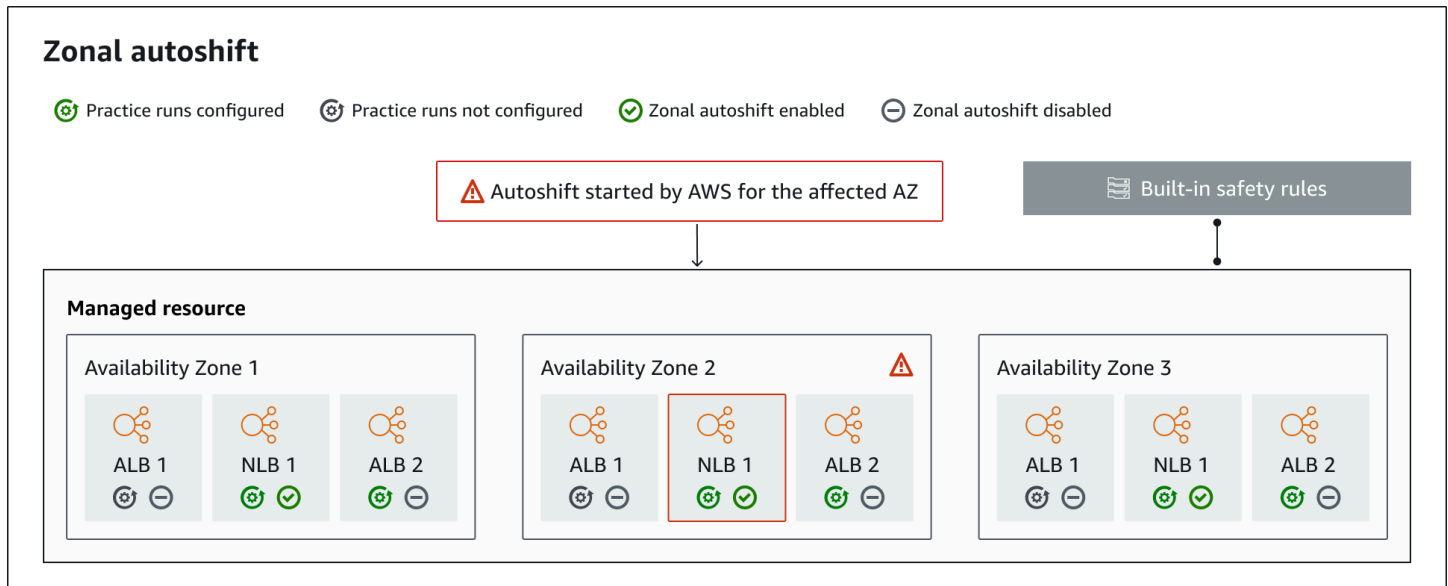 Zonal autoshift
Practice runs configured
Practice runs not configured
Zonal autoshift enabled
Zonal autoshift disabled
Autoshift started by AWS for the affected AZ
Built-in safety rules
Managed resource
Availability Zone 1
ALB 1
NLB 1
ALB 2
Availability Zone 2
ALB 1
NLB 1
ALB 2
Availability Zone 3
ALB 1
NLB 1
ALB 2